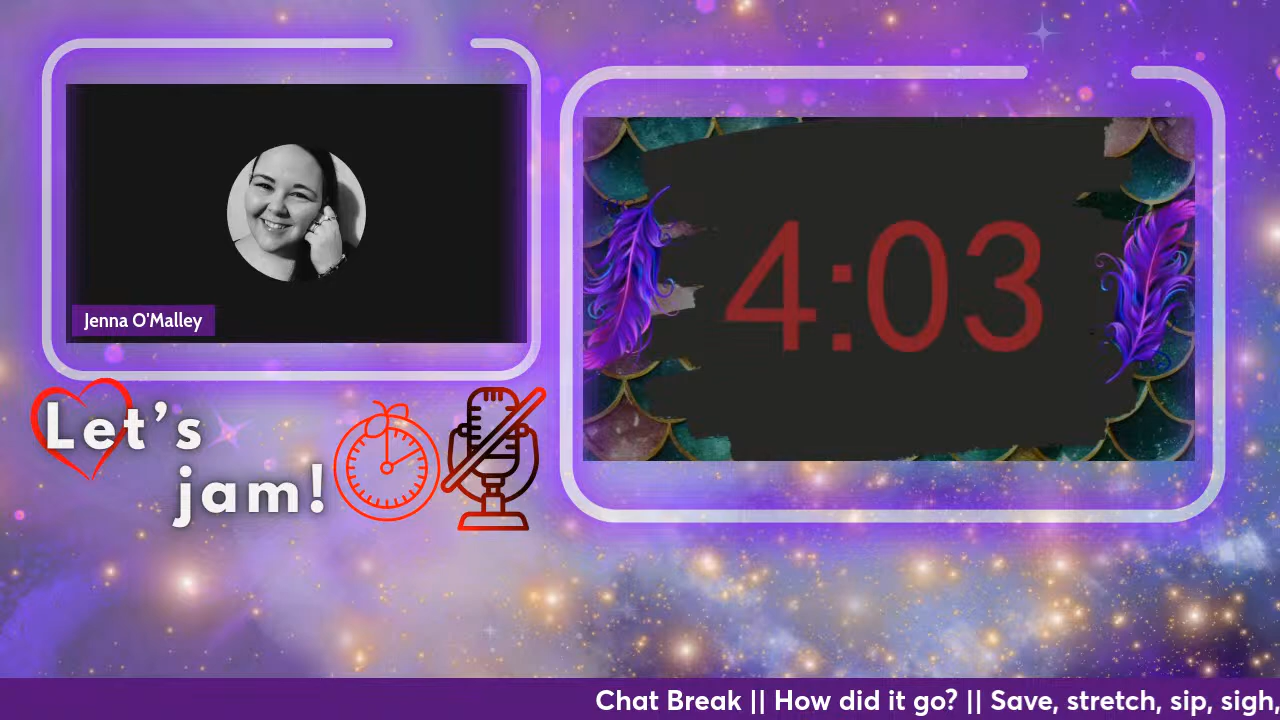 Jenna O'Malley
4:03
Let's
jam!
Chat Break || How did it go? || Save, stretch, sip, sigh,